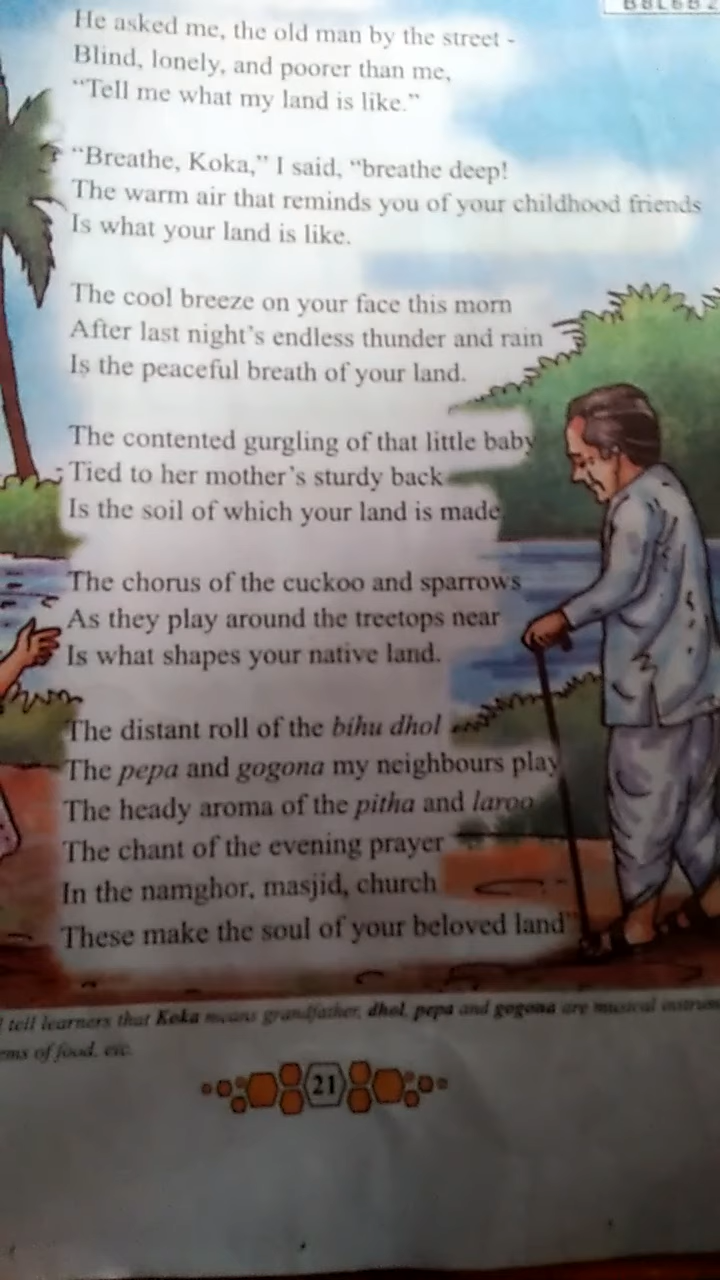 He asked me, the old man by the street -
Blind, lonely, and poorer than me,
“Tell me what my land is like.”
“Breathe, Koka,” I said, “breathe deep!
The warm air that reminds you of your childhood friends
Is what your land is like.
The cool breeze on your face this morn
After last night’s endless thunder and rain
Is the peaceful breath of your land.
The contented gurgling of that little baby
Tied to her mother’s sturdy back
Is the soil of which your land is made
The chorus of the cuckoo and sparrows
As they play around the treetops near
Is what shapes your native land.
The distant roll of the bihu dhol
The pepa and gogona my neighbours play
The heady aroma of the pitha and laroo
The chant of the evening prayer
In the namghor, masjid, church
These make the soul of your beloved land”
tell learners that Koka means grandfather, dhol, pepa and gogona are musical
of food, etc.
21